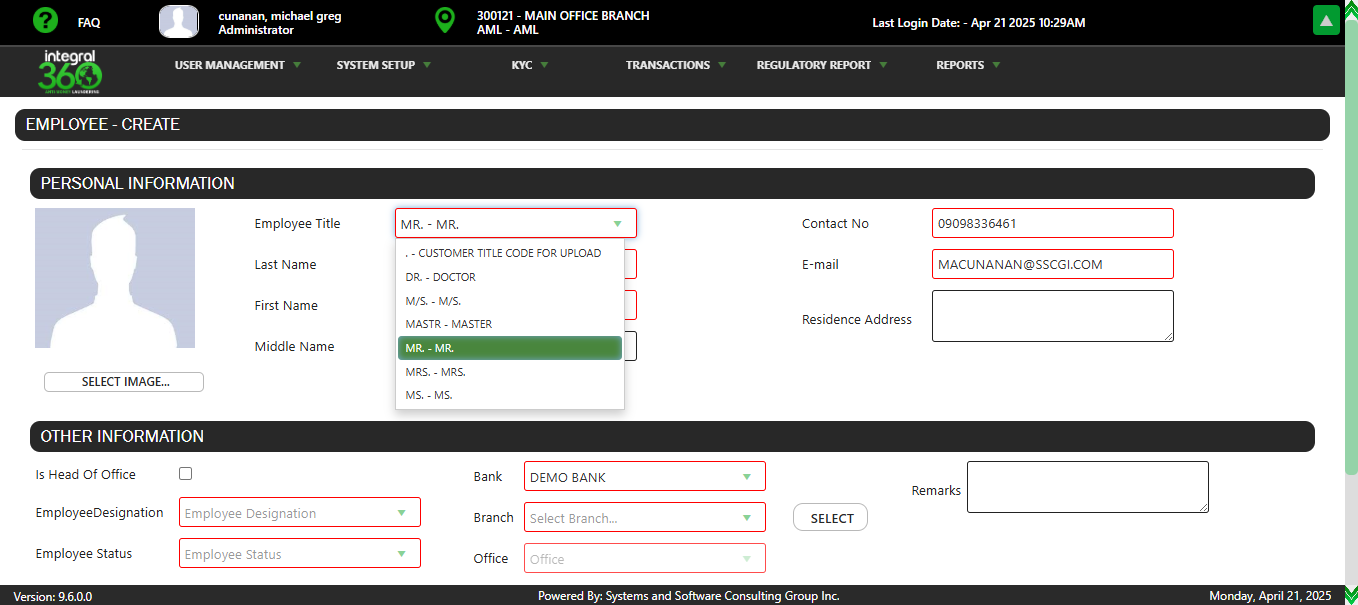 ?
FAQ
cunanan, michael greg
Administrator
300121 - MAIN OFFICE BRANCH
AML - AML
Last Login Date: - Apr 21 2025 10:29AM
integral
360
ANTI-MONEY LAUNDERING
USER MANAGEMENT
SYSTEM SETUP
KYC
TRANSACTIONS
REGULATORY REPORT
REPORTS
EMPLOYEE - CREATE
PERSONAL INFORMATION
SELECT IMAGE...
Employee Title
MR. - MR.
. - CUSTOMER TITLE CODE FOR UPLOAD
DR. - DOCTOR
M/S. - M/S.
MASTR - MASTER
MR. - MR.
MRS. - MRS.
MS. - MS.
Last Name
First Name
Middle Name
Contact No
09098336461
E-mail
MACUNANAN@SSCGI.COM
Residence Address
OTHER INFORMATION
Is Head Of Office
EmployeeDesignation
Employee Designation
Employee Status
Employee Status
Bank
DEMO BANK
Branch
Select Branch...
SELECT
Office
Office
Remarks
Version: 9.6.0.0
Powered By: Systems and Software Consulting Group Inc.
Monday, April 21, 2025